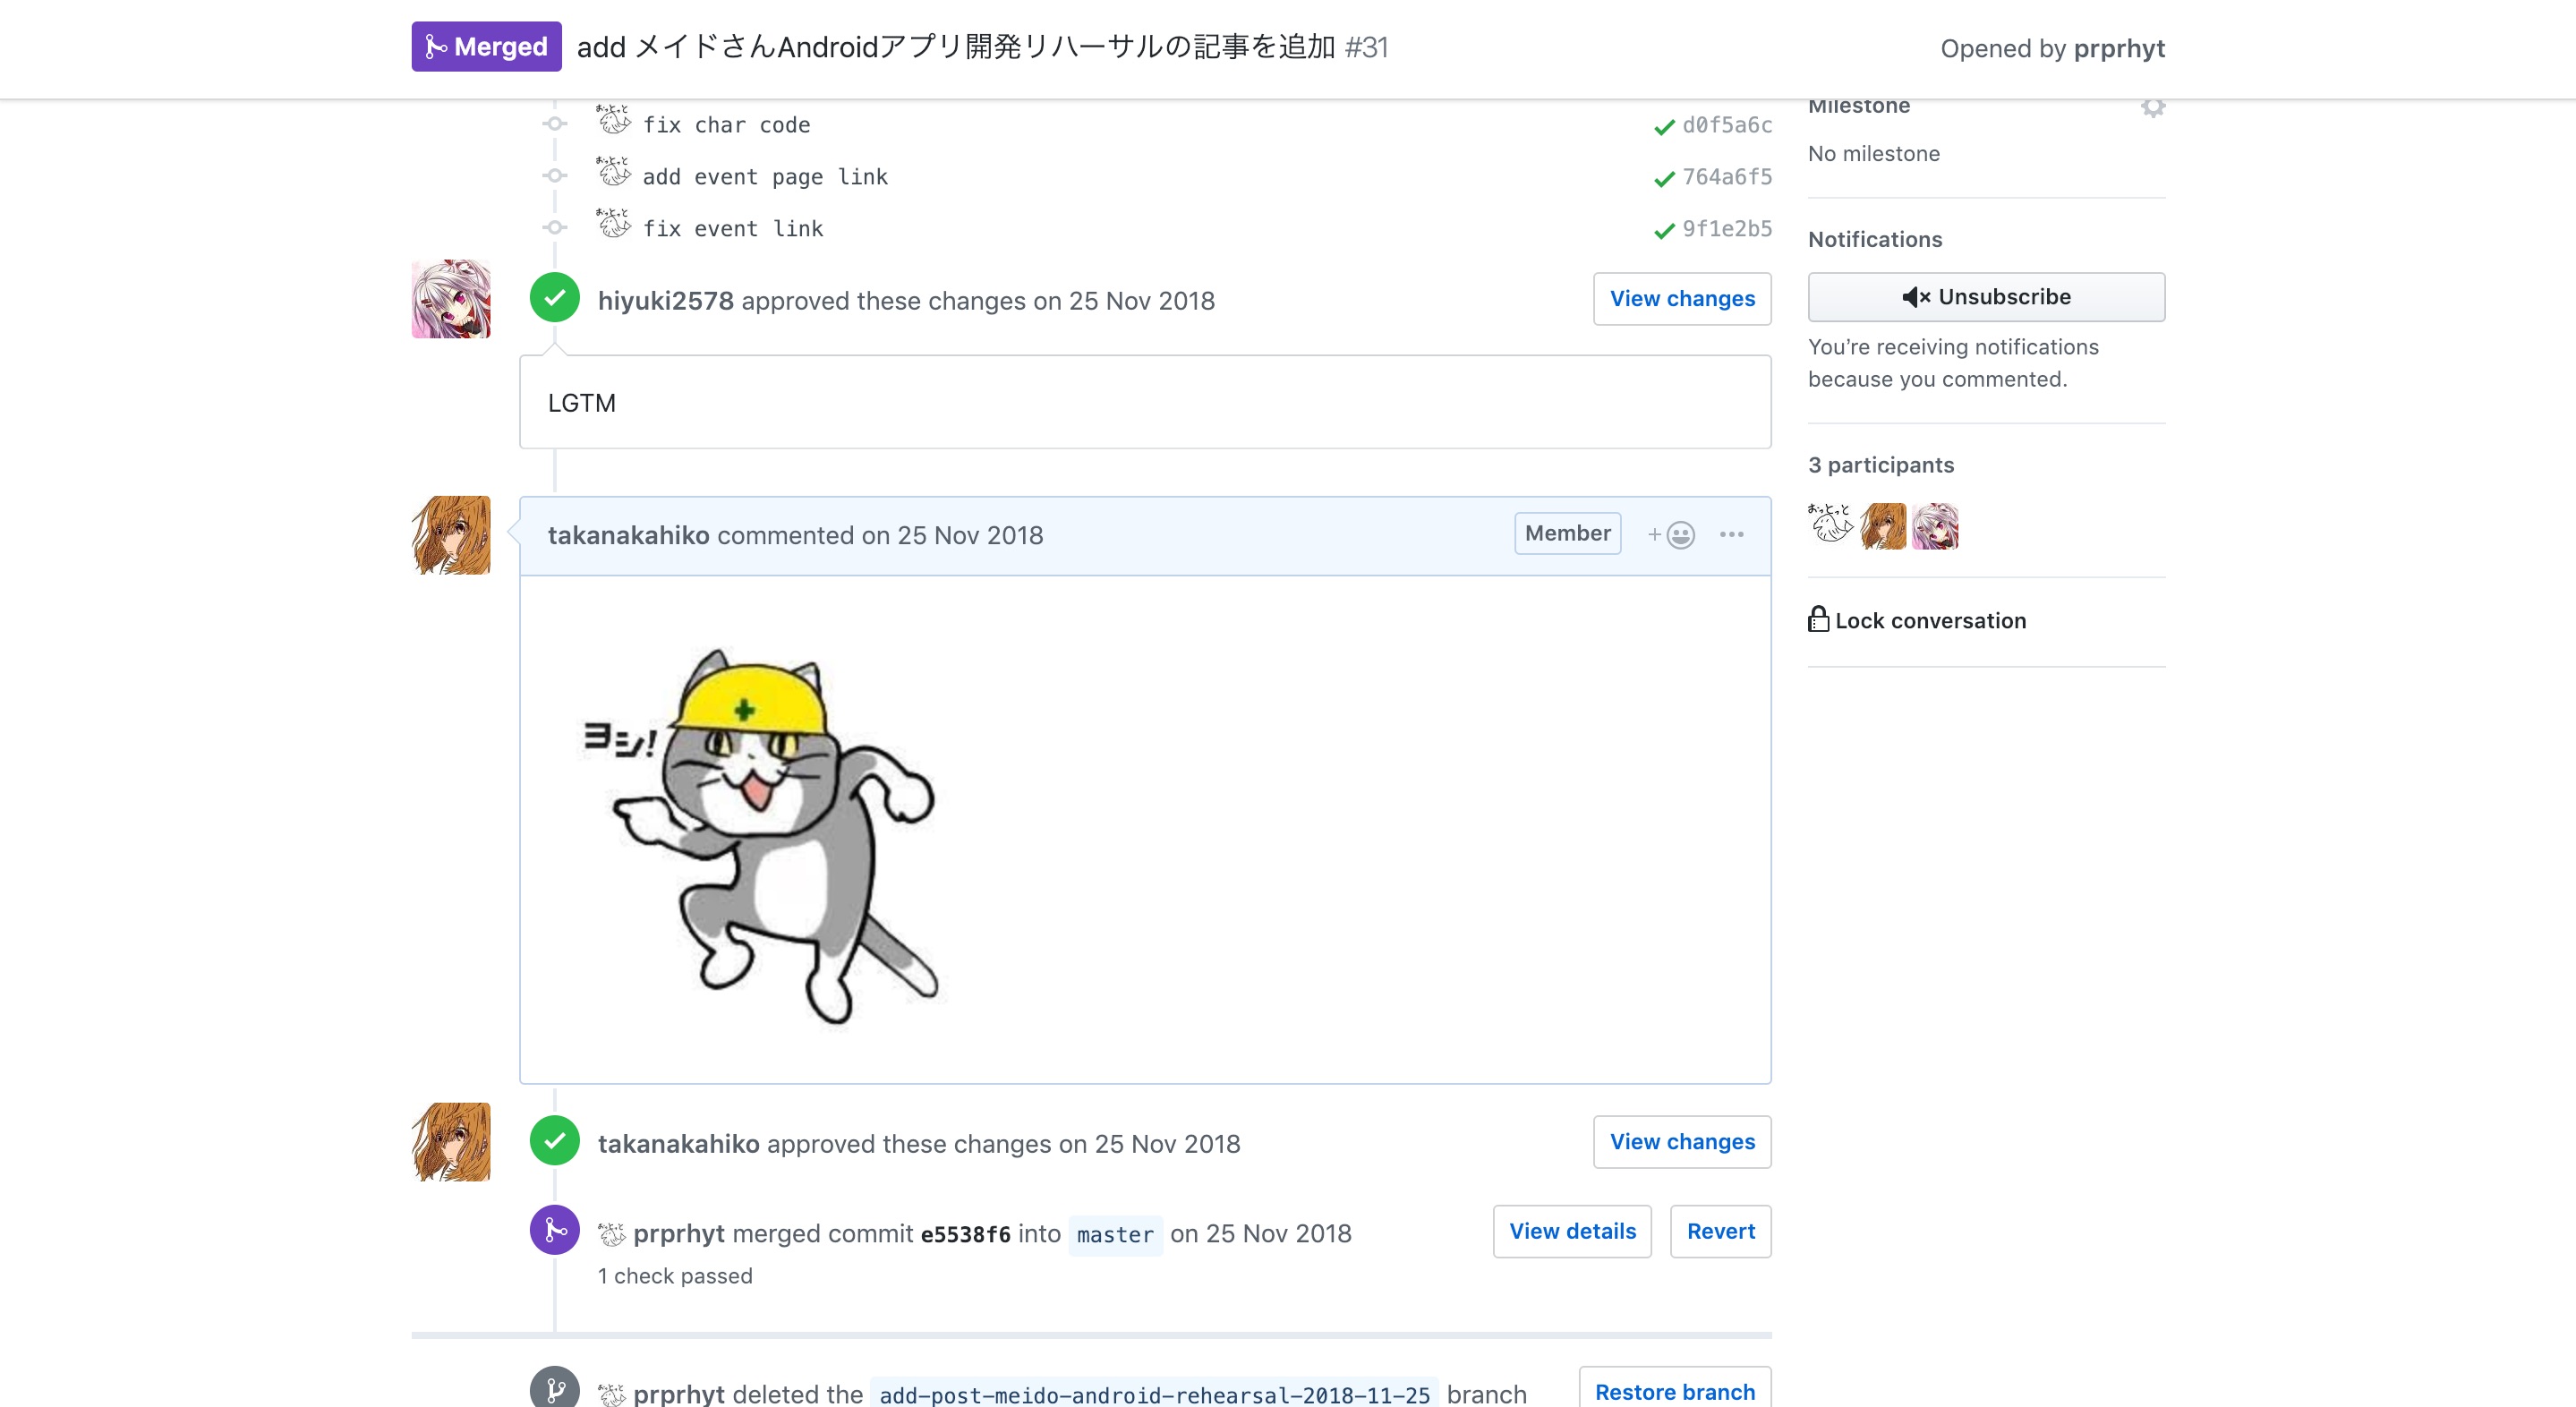 Merged add メイドさんAndroidアプリ開発リハーサルの記事を追加 #31
Opened by prprhyt
fix char code d0f5a6c
add event page link 764a6f5
fix event link 9f1e2b5
hiyuki2578 approved these changes on 25 Nov 2018 View changes
LGTM
takanakahiko commented on 25 Nov 2018 Member
ヨシ!
takanakahiko approved these changes on 25 Nov 2018 View changes
prprhyt merged commit e5538f6 into master on 25 Nov 2018 View details Revert
1 check passed
prprhyt deleted the add-post-meido-android-rehearsal-2018-11-25 branch Restore branch
Milestone
No milestone
Notifications
Unsubscribe
You’re receiving notifications
because you commented.
3 participants
おっとっと
Lock conversation